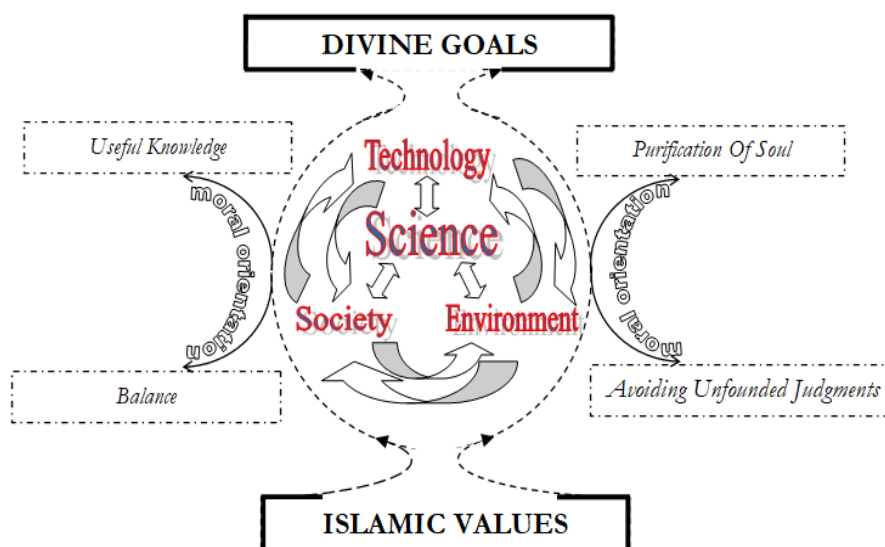 DIVINE GOALS
Useful Knowledge
Purification Of Soul
Technology
moral orientation
Science
moral orientation
Society
Environment
Balance
Avoiding Unfounded Judgments
ISLAMIC VALUES